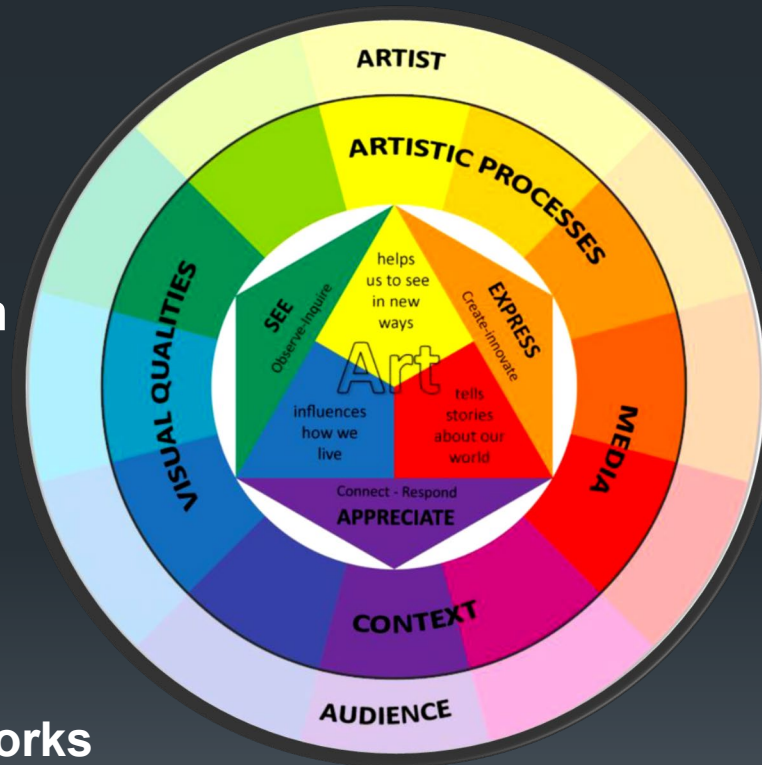 ARTIST
ARTISTIC PROCESSES
VISUAL QUALITIES
MEDIA
CONTEXT
AUDIENCE
SEE
Observe-Inquire
EXPRESS
Create-innovate
helps
us to see
in new
ways
Art
influences
how we
live
tells
stories
about our
world
Connect - Respond
APPRECIATE